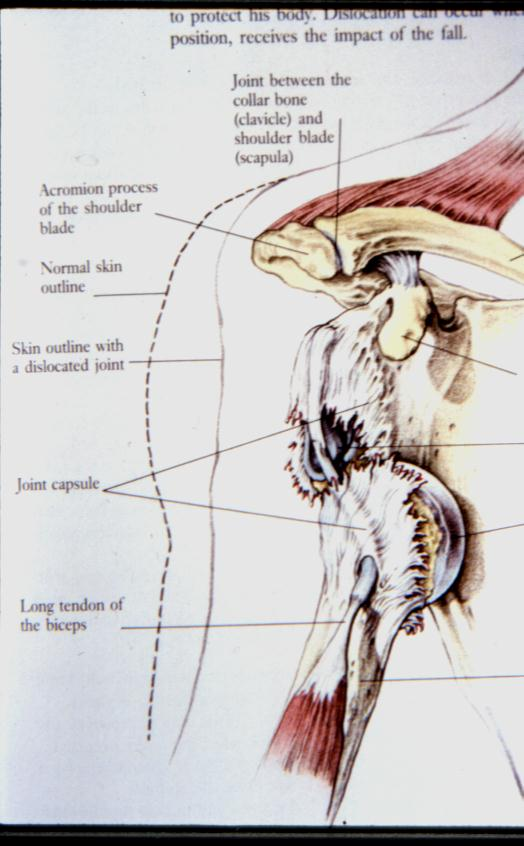 to protect his body. Dislocation can occur when
position, receives the impact of the fall.
Joint between the
collar bone
(clavicle) and
shoulder blade
(scapula)
Acromion process
of the shoulder
blade
Normal skin
outline
Skin outline with
a dislocated joint
Joint capsule
Long tendon of
the biceps